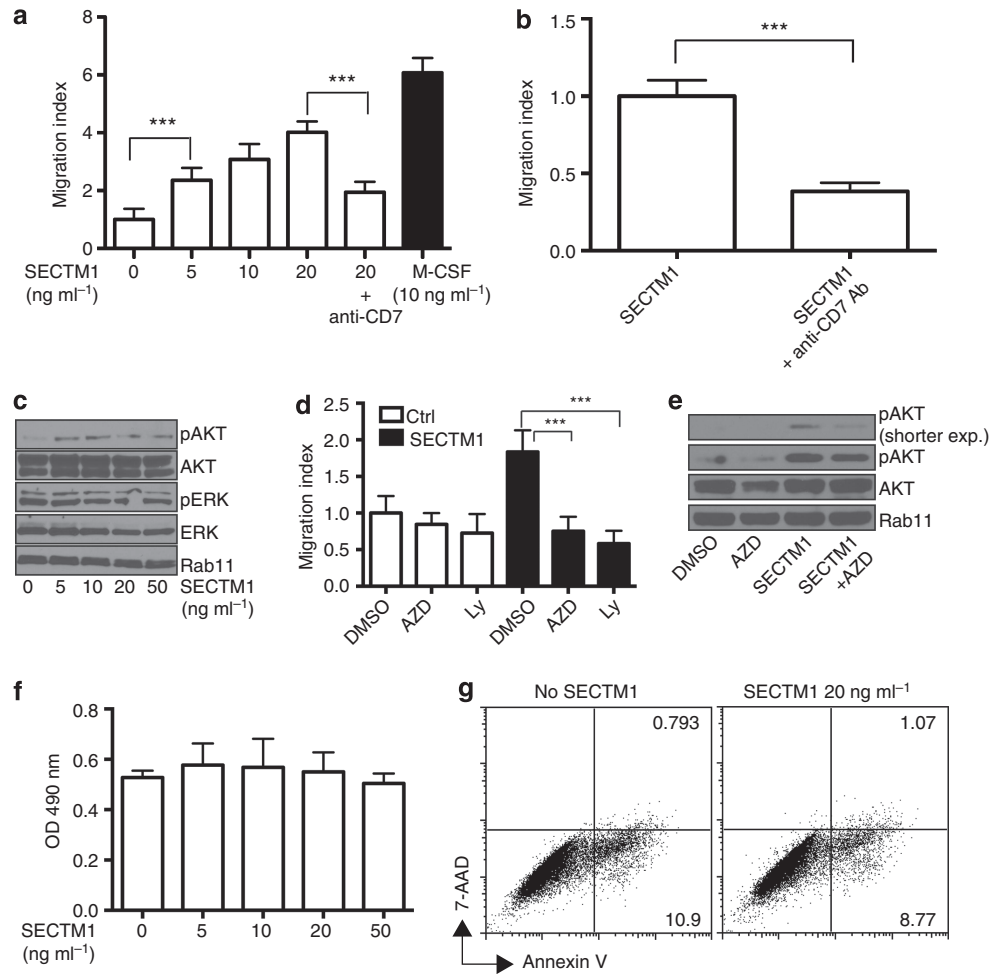 a
8
6
4
2
0
Migration index
***
***
SECTM1
(ng ml⁻¹)
0
5
10
20
20
+
anti-CD7
M-CSF
(10 ng ml⁻¹)
b
1.5
1.0
0.5
0.0
Migration index
***
SECTM1
SECTM1
+ anti-CD7 Ab
c
pAKT
AKT
pERK
ERK
Rab11
0 5 10 20 50 SECTM1
(ng ml⁻¹)
d
2.5
2.0
1.5
1.0
0.5
0.0
Migration index
Ctrl
SECTM1
***
***
DMSO
AZD
Ly
DMSO
AZD
Ly
e
pAKT
(shorter exp.)
pAKT
AKT
Rab11
DMSO
AZD
SECTM1
SECTM1
+AZD
f
0.8
0.6
0.4
0.2
0.0
OD 490 nm
SECTM1
(ng ml⁻¹)
0 5 10 20 50
g
No SECTM1
SECTM1 20 ng ml⁻¹
0.793
1.07
10.9
8.77
7-AAD
Annexin V